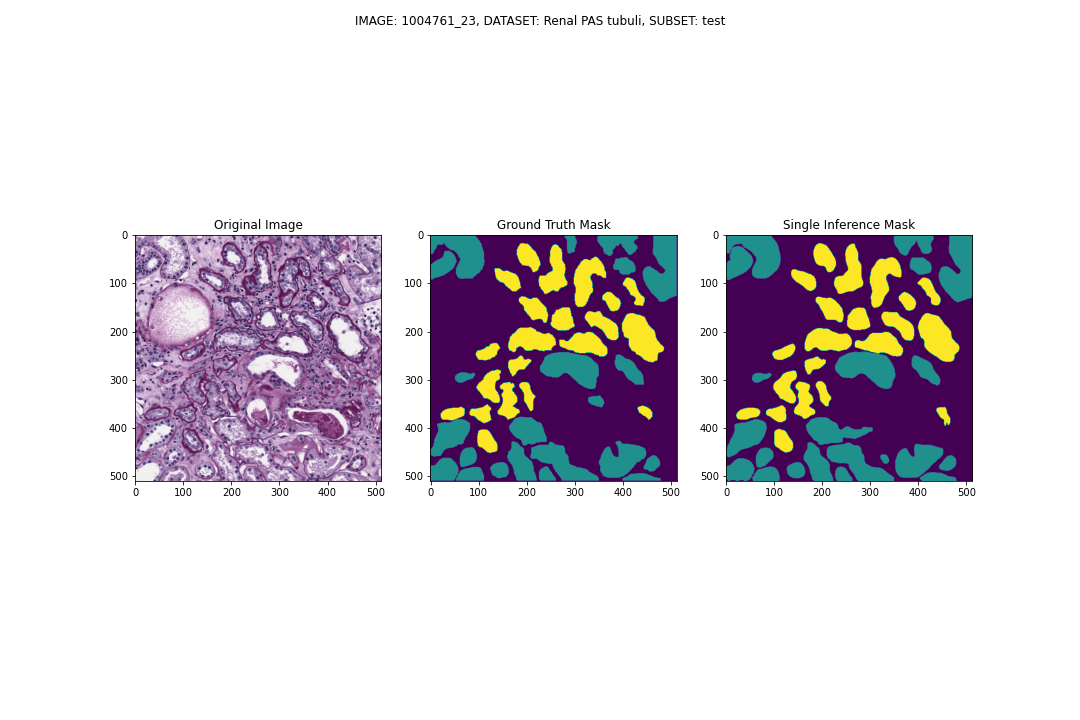 IMAGE: 1004761_23, DATASET: Renal PAS tubuli, SUBSET: test
Original Image
Ground Truth Mask
Single Inference Mask
0
100
200
300
400
500
0 100 200 300 400 500
0
100
200
300
400
500
0 100 200 300 400 500
0
100
200
300
400
500
0 100 200 300 400 500